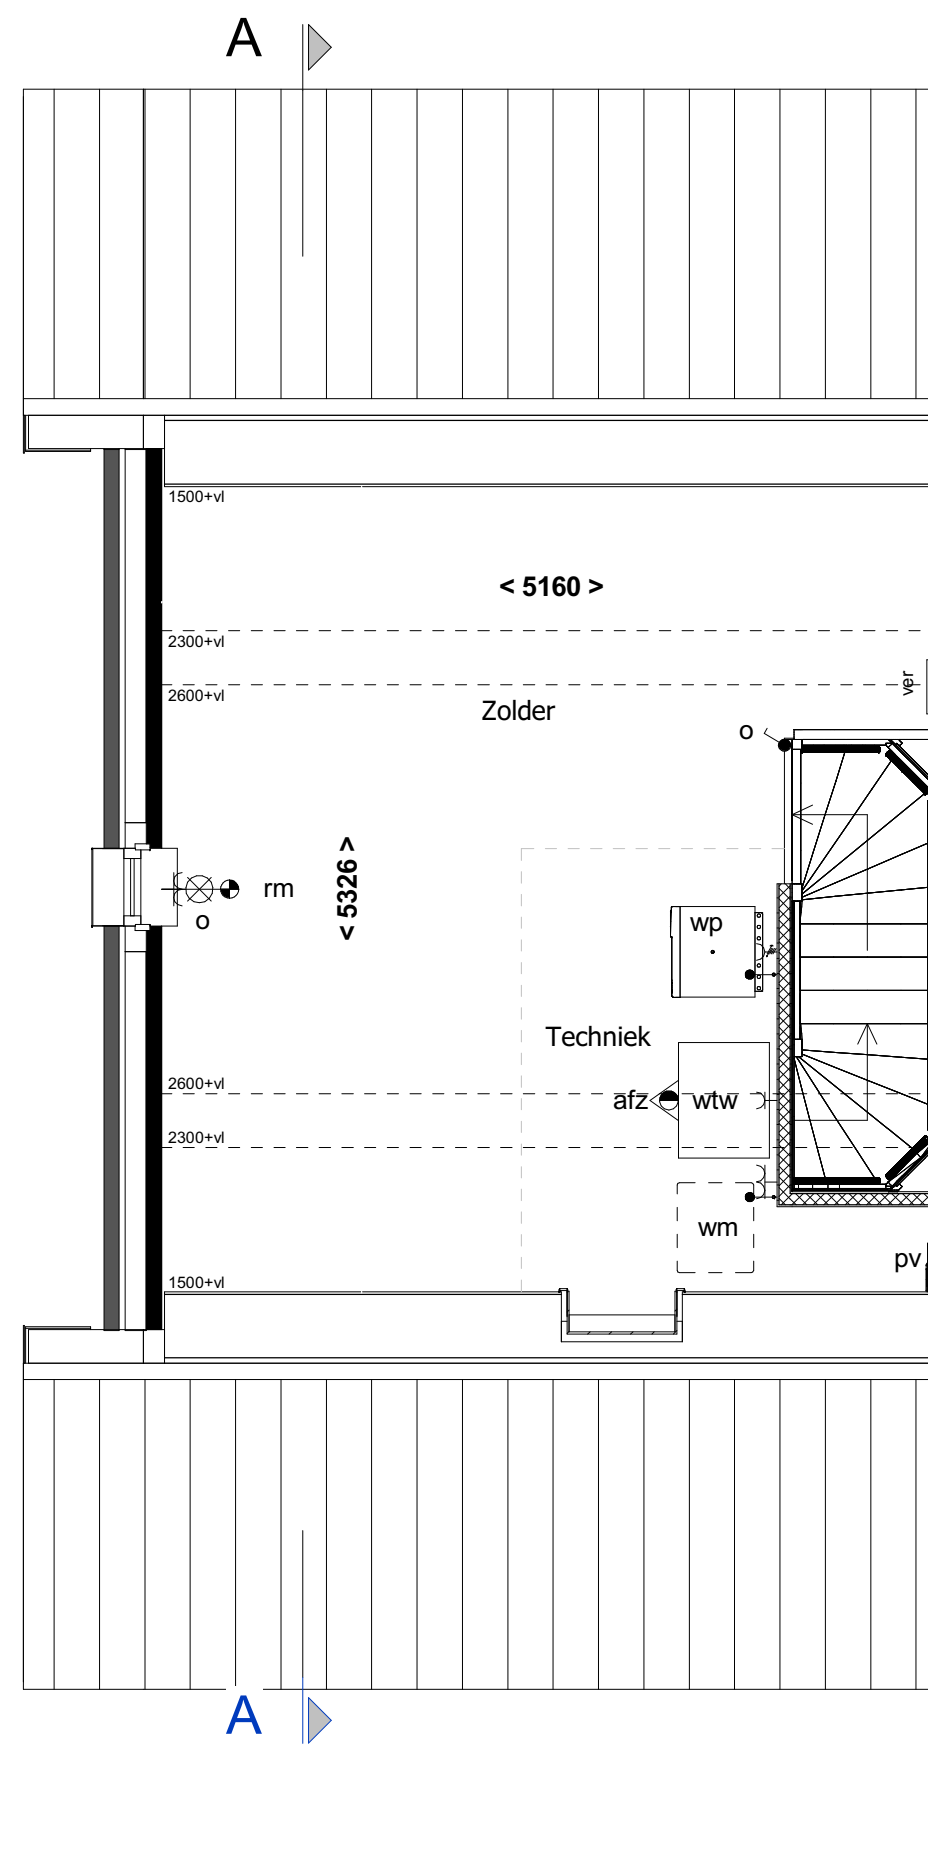 A
1500+vl
< 5160 >
2300+vl
2600+vl
ver
Zolder
o
< 5326 >
rm
o
wp
Techniek
2600+vl
afz
wtw
2300+vl
wm
pv
1500+vl
A